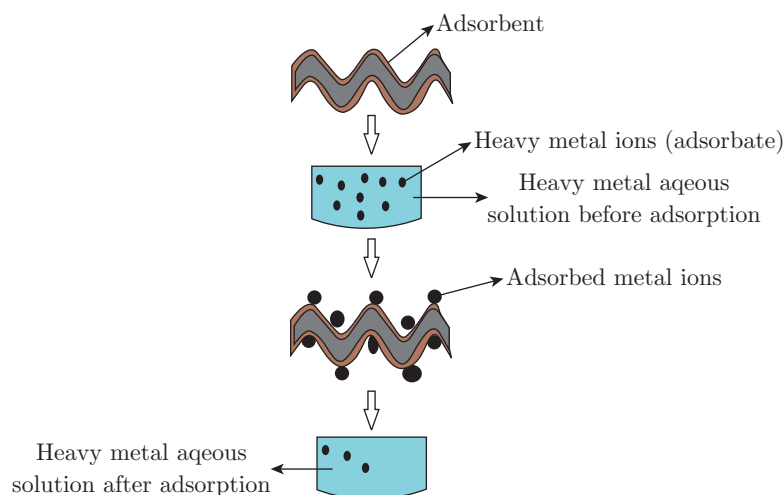 Adsorbent
Heavy metal ions (adsorbate)
Heavy metal aqeous
solution before adsorption
Adsorbed metal ions
Heavy metal aqeous
solution after adsorption